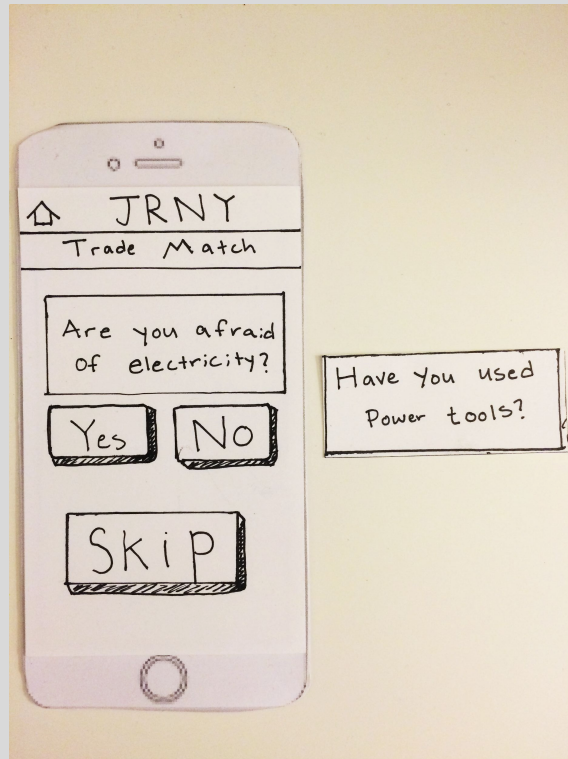 JRNY
Trade Match
Are you afraid
of electricity?
Yes
No
Skip
Have you used
Power tools?